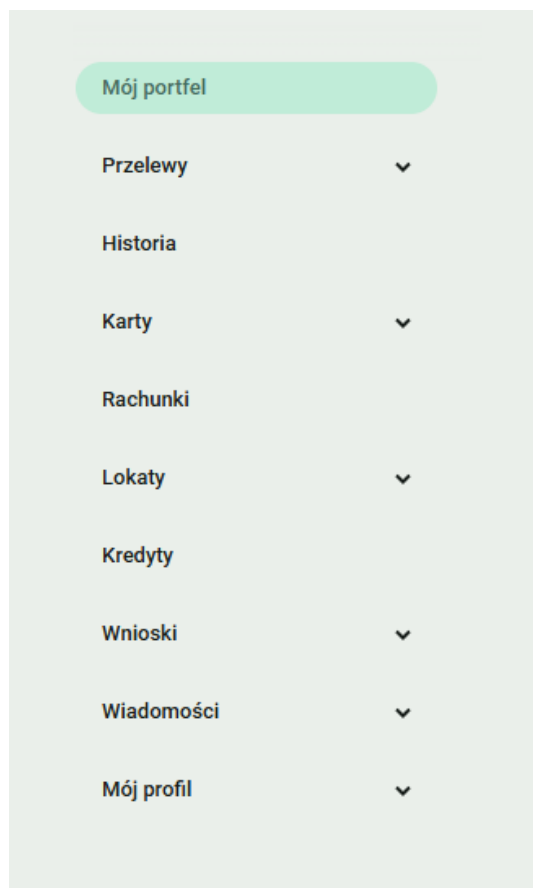 Mój portfel
Przelewy
Historia
Karty
Rachunki
Lokaty
Kredyty
Wnioski
Wiadomości
Mój profil